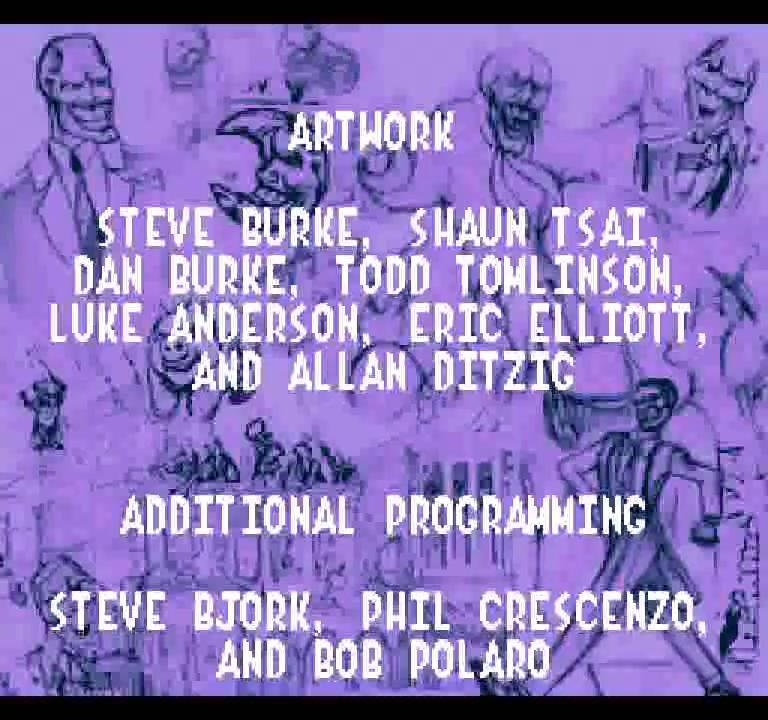 ARTWORK
STEVE BURKE, SHAUN TSAI,
DAN BURKE, TODD TOMLINSON,
LUKE ANDERSON, ERIC ELLIOTT,
AND ALLAN DITZIG
ADDITIONAL PROGRAMMING
STEVE BJORK, PHIL CRESCENZO,
AND BOB POLARO